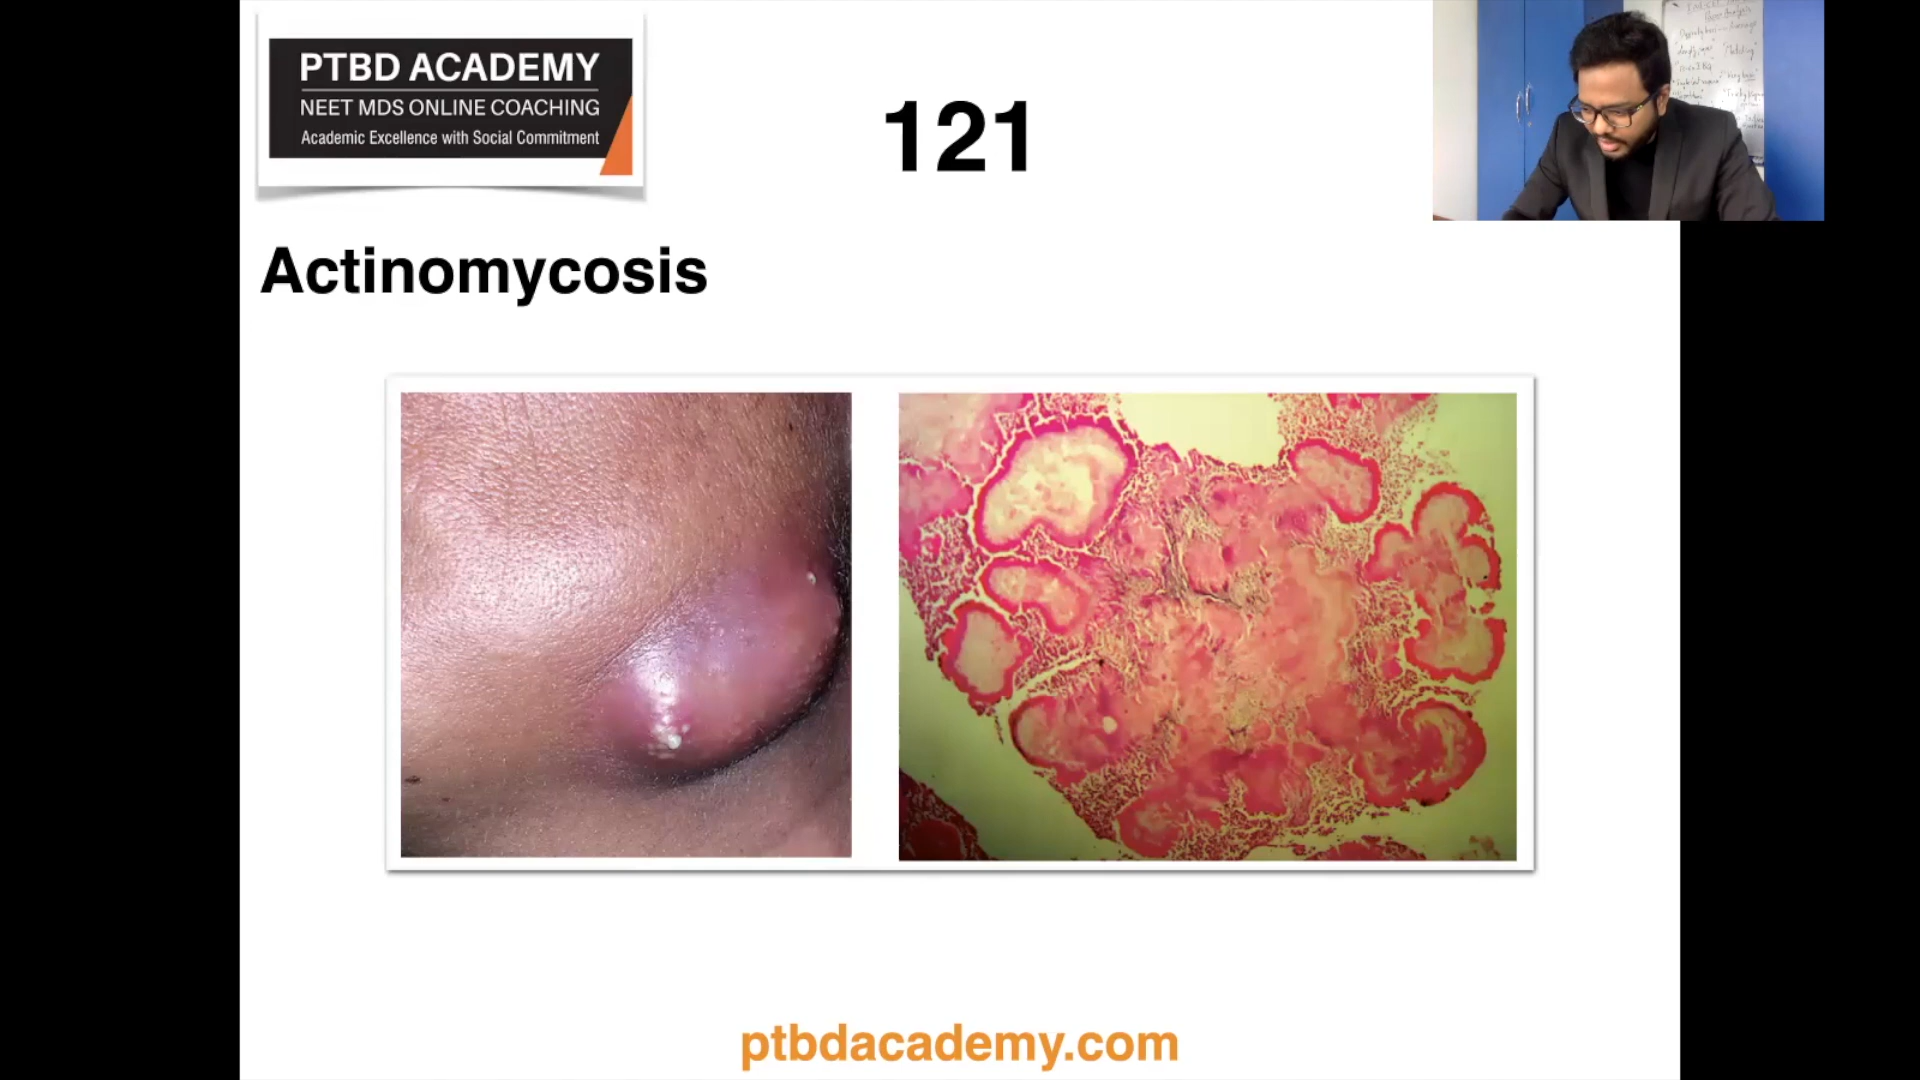 PTBD ACADEMY
NEET MDS ONLINE COACHING
Academic Excellence with Social Commitment
121
Actinomycosis
ptbdacademy.com